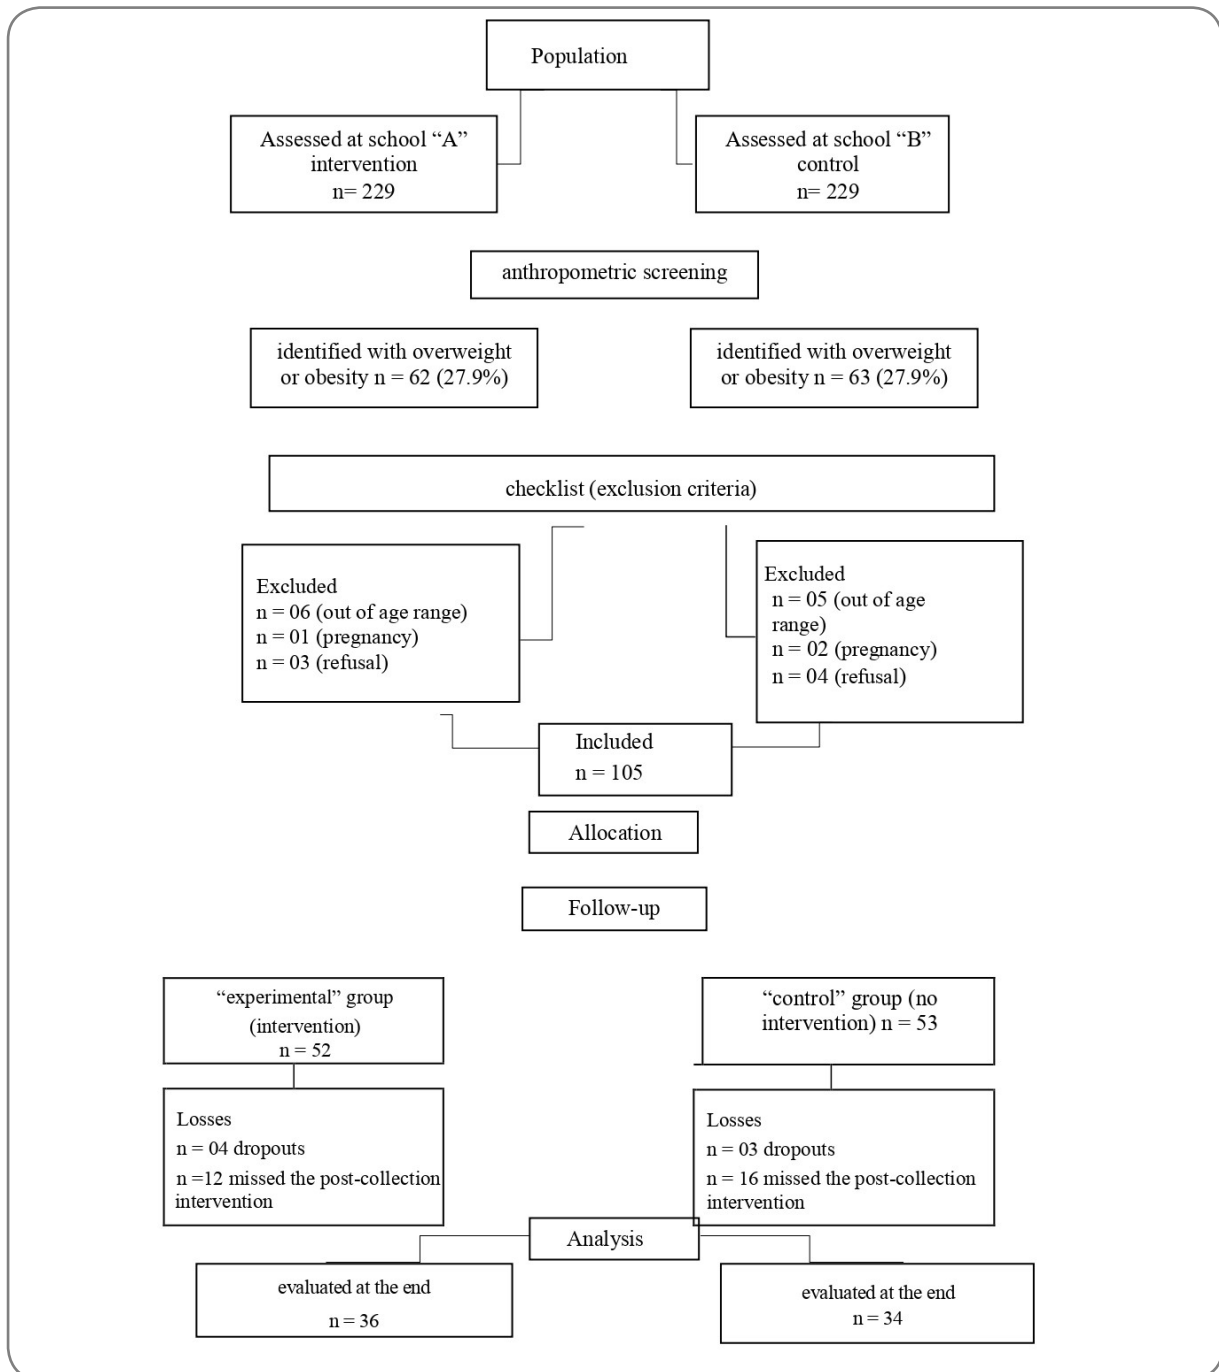 Population
Assessed at school “A”
intervention
n= 229
Assessed at school “B”
control
n= 229
anthropometric screening
identified with overweight
or obesity n = 62 (27.9%)
identified with overweight
or obesity n = 63 (27.9%)
checklist (exclusion criteria)
Excluded
n = 06 (out of age range)
n = 01 (pregnancy)
n = 03 (refusal)
Excluded
n = 05 (out of age
range)
n = 02 (pregnancy)
n = 04 (refusal)
Included
n = 105
Allocation
Follow-up
“experimental” group
(intervention)
n = 52
“control” group (no
intervention) n = 53
Losses
n = 04 dropouts
n =12 missed the post-collection
intervention
Losses
n = 03 dropouts
n = 16 missed the post-collection
intervention
Analysis
evaluated at the end
n = 36
evaluated at the end
n = 34